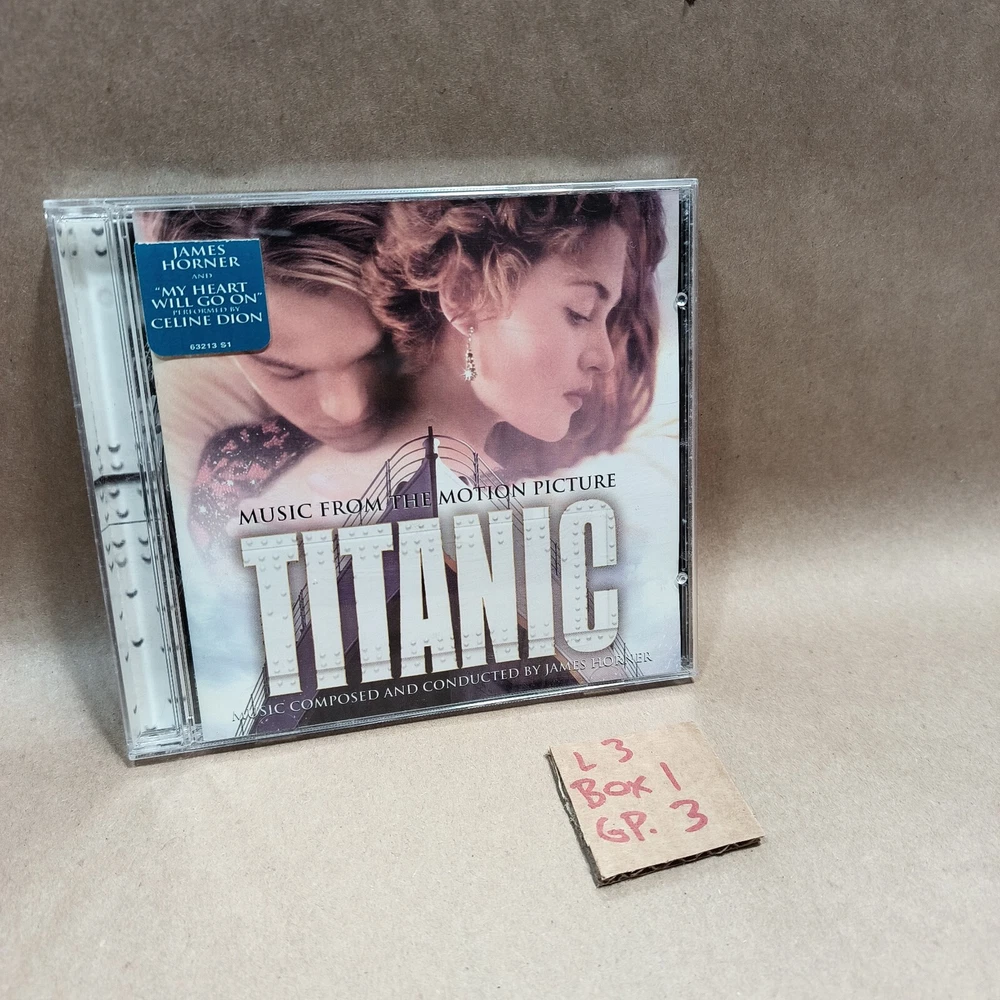 JAMES
HORNER
AND
"MY HEART
WILL GO ON"
PERFORMED BY
CELINE DION
63213 S1
MUSIC FROM THE MOTION PICTURE
TITANIC
MUSIC COMPOSED AND CONDUCTED BY JAMES HORNER
L 3
BOX 1
GP. 3